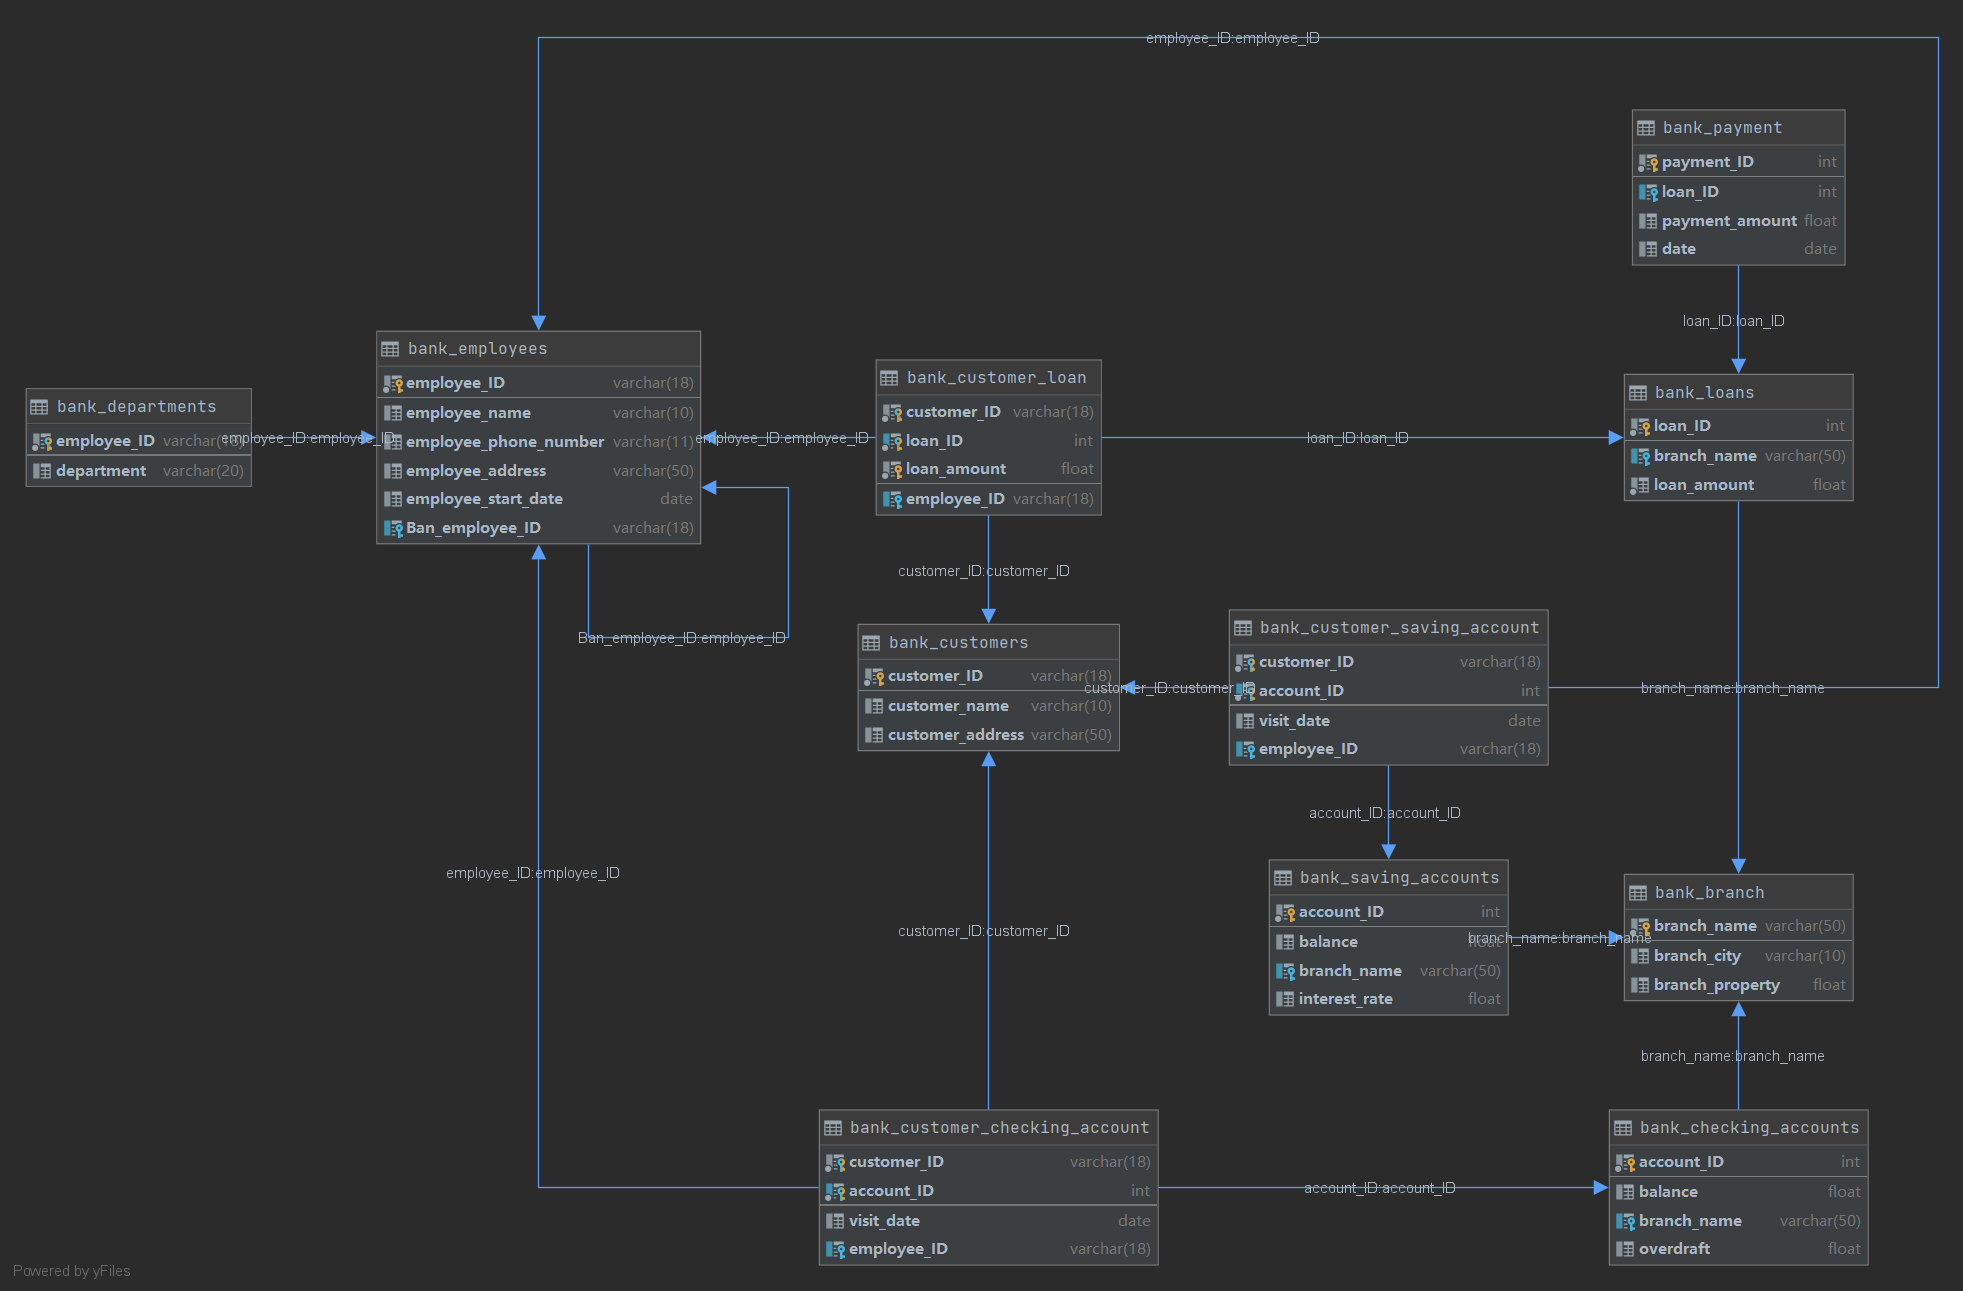 employee_ID:employee_ID
bank_payment
payment_ID int
loan_ID int
payment_amount float
date date
loan_ID:loan_ID
bank_employees
employee_ID varchar(18)
employee_name varchar(10)
employee_phone_number varchar(11)
employee_address varchar(50)
employee_start_date date
Ban_employee_ID varchar(18)
bank_departments
employee_ID varchar(18)
department varchar(20)
employee_ID:employee_ID
bank_customer_loan
customer_ID varchar(18)
loan_ID int
loan_amount float
employee_ID varchar(18)
employee_ID:employee_ID
loan_ID:loan_ID
bank_loans
loan_ID int
branch_name varchar(50)
loan_amount float
customer_ID:customer_ID
Ban_employee_ID:employee_ID
bank_customers
customer_ID varchar(18)
customer_name varchar(10)
customer_address varchar(50)
customer_ID:customer_ID
bank_customer_saving_account
customer_ID varchar(18)
account_ID int
visit_date date
employee_ID varchar(18)
branch_name:branch_name
account_ID:account_ID
employee_ID:employee_ID
customer_ID:customer_ID
bank_saving_accounts
account_ID int
balance float
branch_name varchar(50)
interest_rate float
branch_name:branch_name
bank_branch
branch_name varchar(50)
branch_city varchar(10)
branch_property float
branch_name:branch_name
bank_customer_checking_account
customer_ID varchar(18)
account_ID int
visit_date date
employee_ID varchar(18)
account_ID:account_ID
bank_checking_accounts
account_ID int
balance float
branch_name varchar(50)
overdraft float
Powered by yFiles